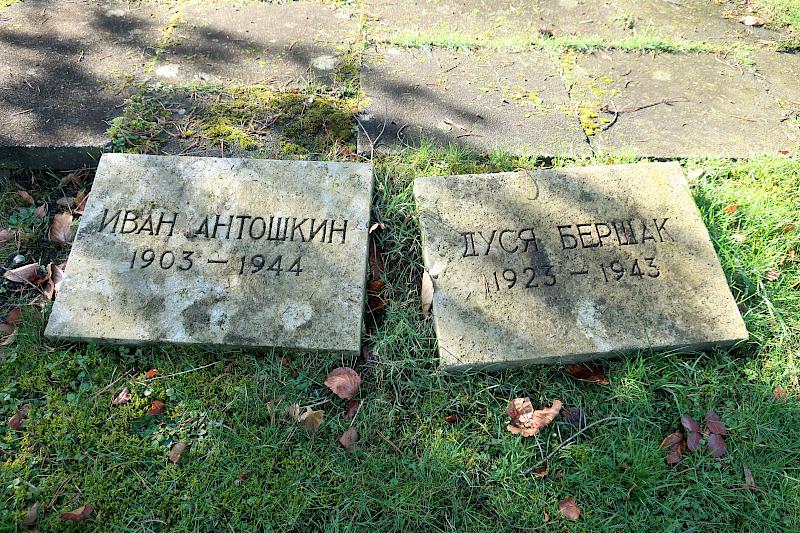 ИВАН АНТОШКИН
1903 – 1944
ДУСЯ БЕРШАК
1923 – 1943